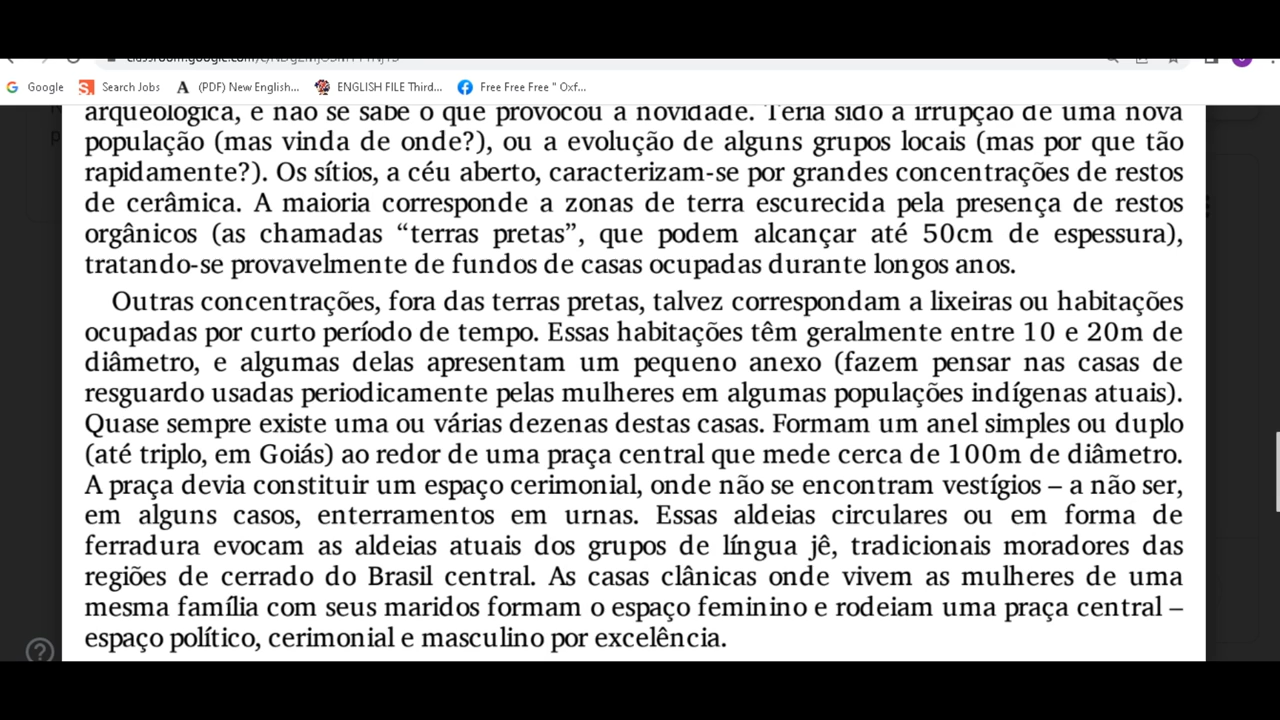 Google
Search Jobs
(PDF) New English...
ENGLISH FILE Third...
Free Free Free " Oxf...
arqueológica, e não se sabe o que provocou a novidade. Teria sido a irrupção de uma nova
população (mas vinda de onde?), ou a evolução de alguns grupos locais (mas por que tão
rapidamente?). Os sítios, a céu aberto, caracterizam-se por grandes concentrações de restos
de cerâmica. A maioria corresponde a zonas de terra escurecida pela presença de restos
orgânicos (as chamadas “terras pretas”, que podem alcançar até 50cm de espessura),
tratando-se provavelmente de fundos de casas ocupadas durante longos anos.
Outras concentrações, fora das terras pretas, talvez correspondam a lixeiras ou habitações
ocupadas por curto período de tempo. Essas habitações têm geralmente entre 10 e 20m de
diâmetro, e algumas delas apresentam um pequeno anexo (fazem pensar nas casas de
resguardo usadas periodicamente pelas mulheres em algumas populações indígenas atuais).
Quase sempre existe uma ou várias dezenas destas casas. Formam um anel simples ou duplo
(até triplo, em Goiás) ao redor de uma praça central que mede cerca de 100m de diâmetro.
A praça devia constituir um espaço cerimonial, onde não se encontram vestígios – a não ser,
em alguns casos, enterramentos em urnas. Essas aldeias circulares ou em forma de
ferradura evocam as aldeias atuais dos grupos de língua jê, tradicionais moradores das
regiões de cerrado do Brasil central. As casas clânicas onde vivem as mulheres de uma
mesma família com seus maridos formam o espaço feminino e rodeiam uma praça central –
espaço político, cerimonial e masculino por excelência.